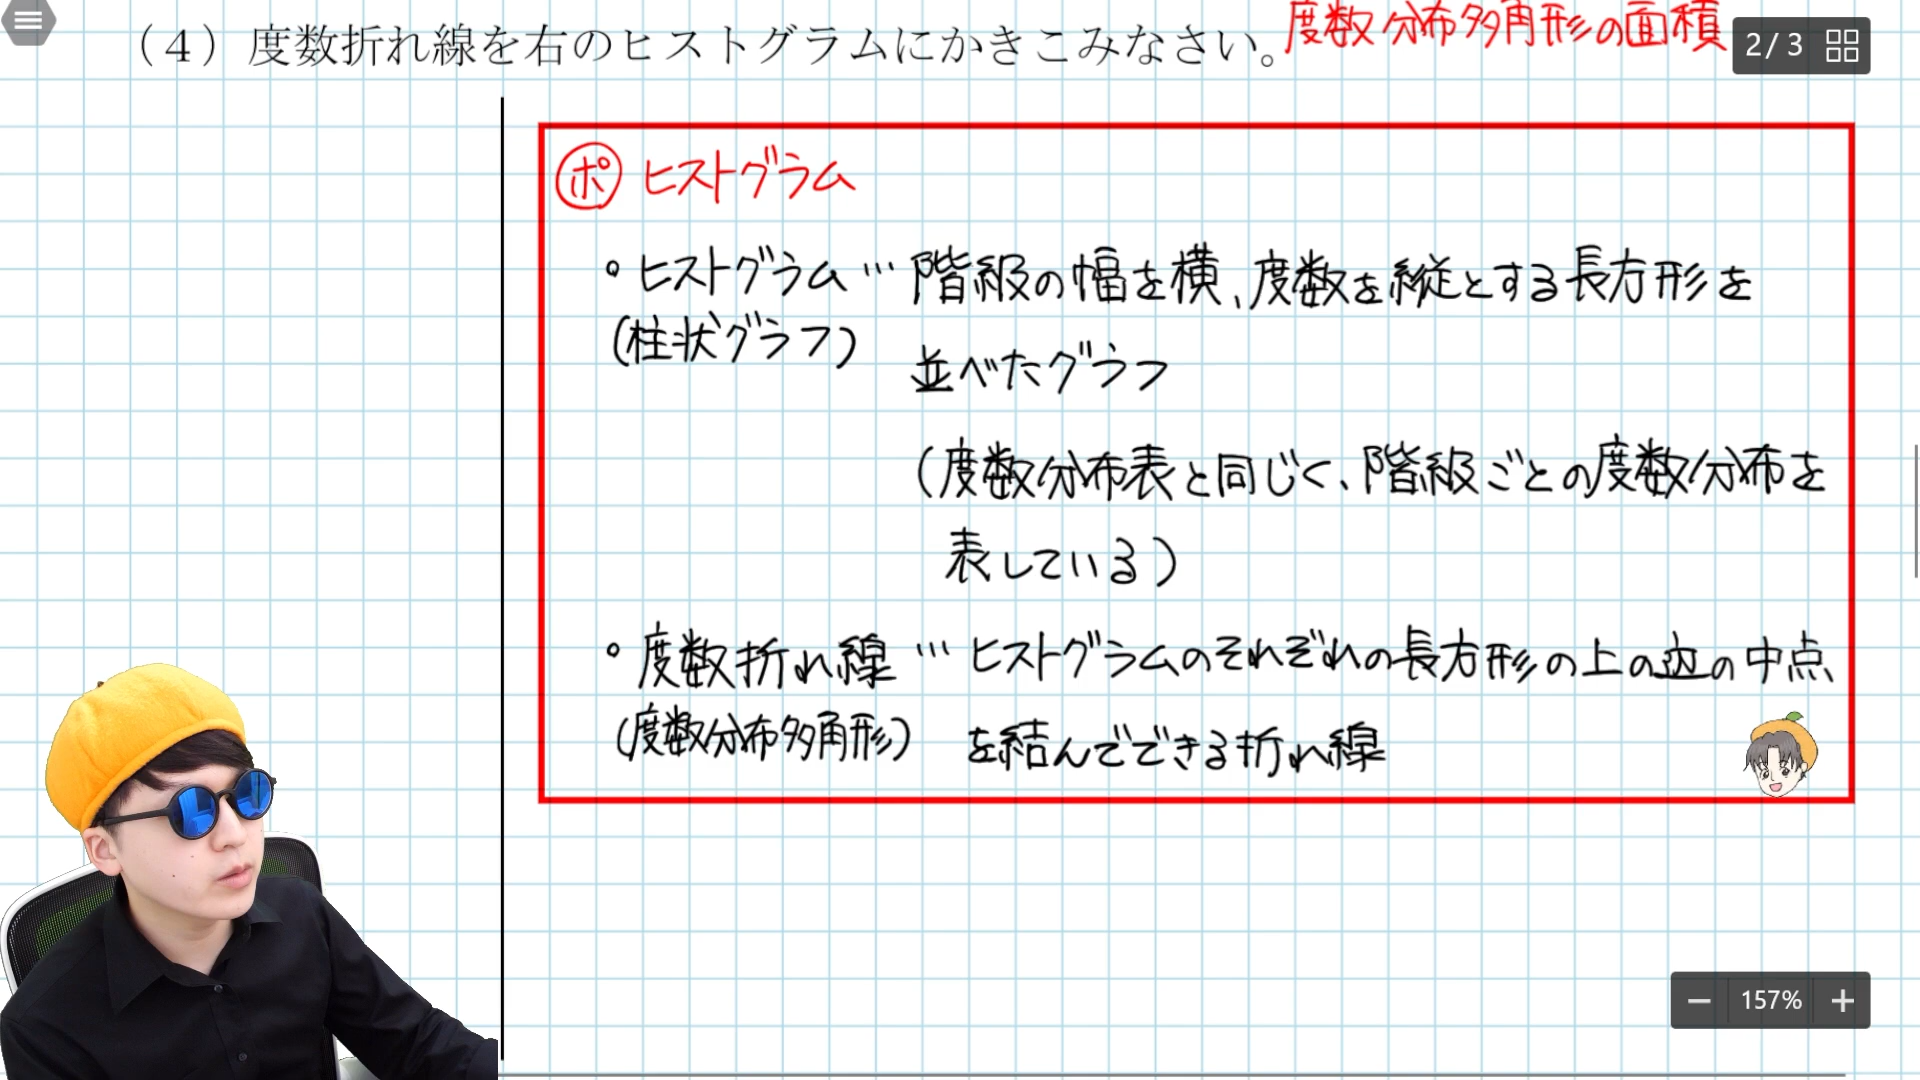 （４）度数折れ線を右のヒストグラムにかきこみなさい。
度数分布多角形の面積
2/3
ポ ヒストグラム
・ヒストグラム…階級の幅を横、度数を縦とする長方形を
(柱状グラフ)
並べたグラフ
(度数分布表と同じく、階級ごとの度数分布を
表している)
・度数折れ線…ヒストグラムのそれぞれの長方形の上の辺の中点
(度数分布多角形)
を結んでできる折れ線
157%